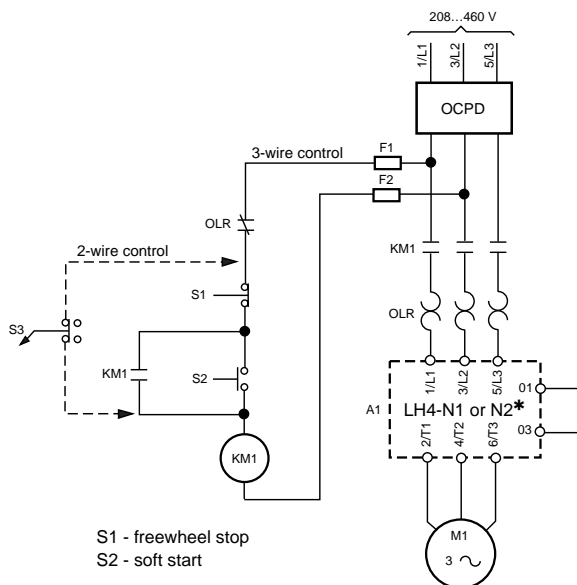 208...460 V
1/L1
3/L2
5/L3
OCPD
F1
3-wire control
F2
OLR
2-wire control
KM1
S1
S3
OLR
KM1
S2
1/L1
3/L2
5/L3
01
A1
LH4-N1 or N2*
03
2/T1
4/T2
6/T3
KM1
S1 - freewheel stop
S2 - soft start
M1
3